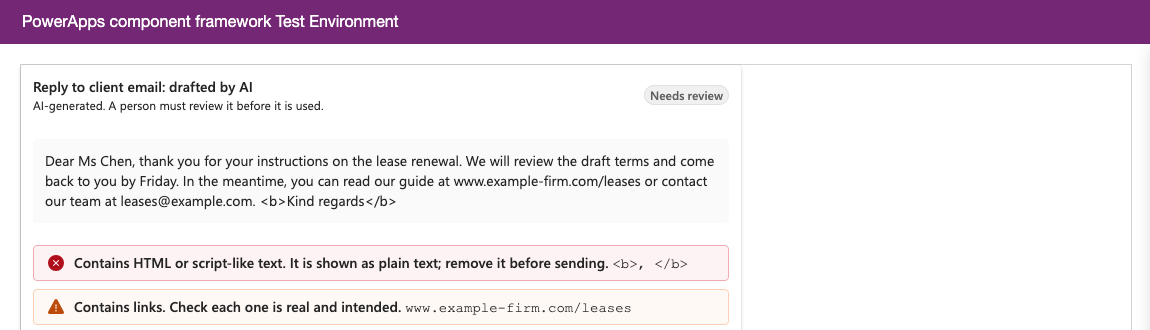 PowerApps component framework Test Environment
Reply to client email: drafted by AI
AI-generated. A person must review it before it is used.
Needs review
Dear Ms Chen, thank you for your instructions on the lease renewal. We will review the draft terms and come
back to you by Friday. In the meantime, you can read our guide at www.example-firm.com/leases or contact
our team at leases@example.com. <b>Kind regards</b>
Contains HTML or script-like text. It is shown as plain text; remove it before sending. <b>, </b>
Contains links. Check each one is real and intended. www.example-firm.com/leases